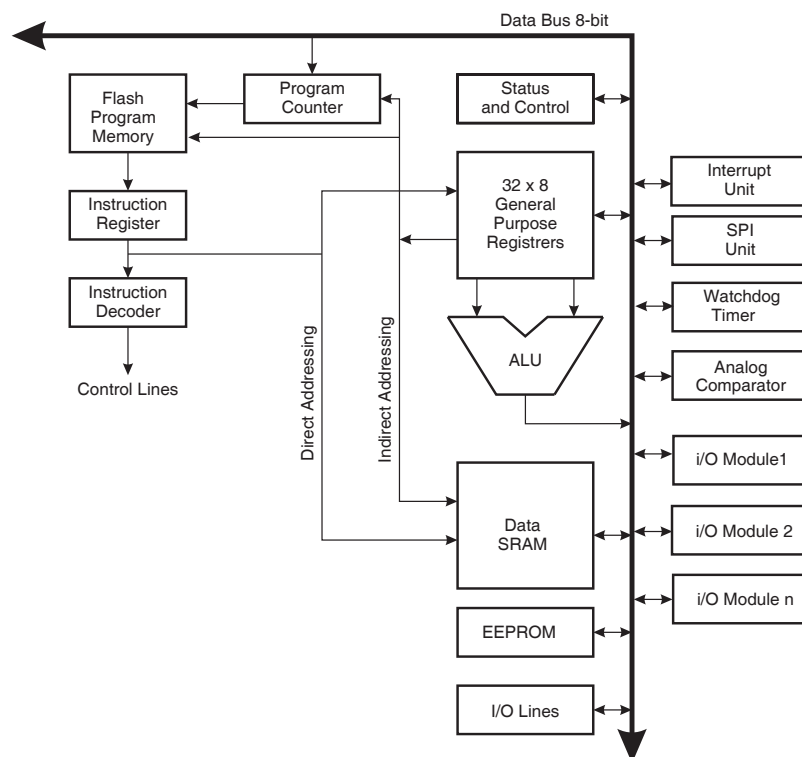 Data Bus 8-bit
Flash
Program
Memory
Program
Counter
Status
and Control
32 x 8
General
Purpose
Registrers
Interrupt
Unit
Instruction
Register
SPI
Unit
Instruction
Decoder
Watchdog
Timer
Control Lines
Direct Addressing
Indirect Addressing
ALU
Analog
Comparator
i/O Module1
Data
SRAM
i/O Module 2
i/O Module n
EEPROM
I/O Lines